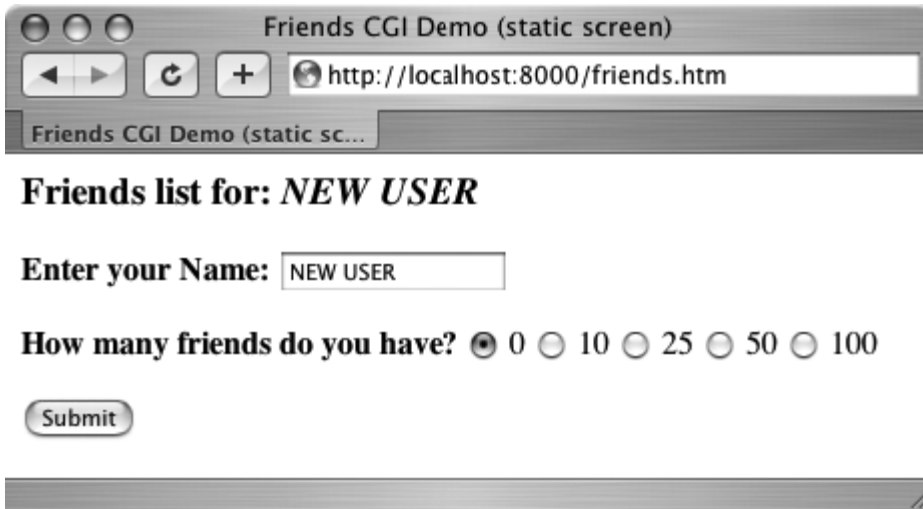 Friends CGI Demo (static screen)
http://localhost:8000/friends.htm
Friends CGI Demo (static sc...
Friends list for: NEW USER
Enter your Name: NEW USER
How many friends do you have? 0 10 25 50 100
Submit